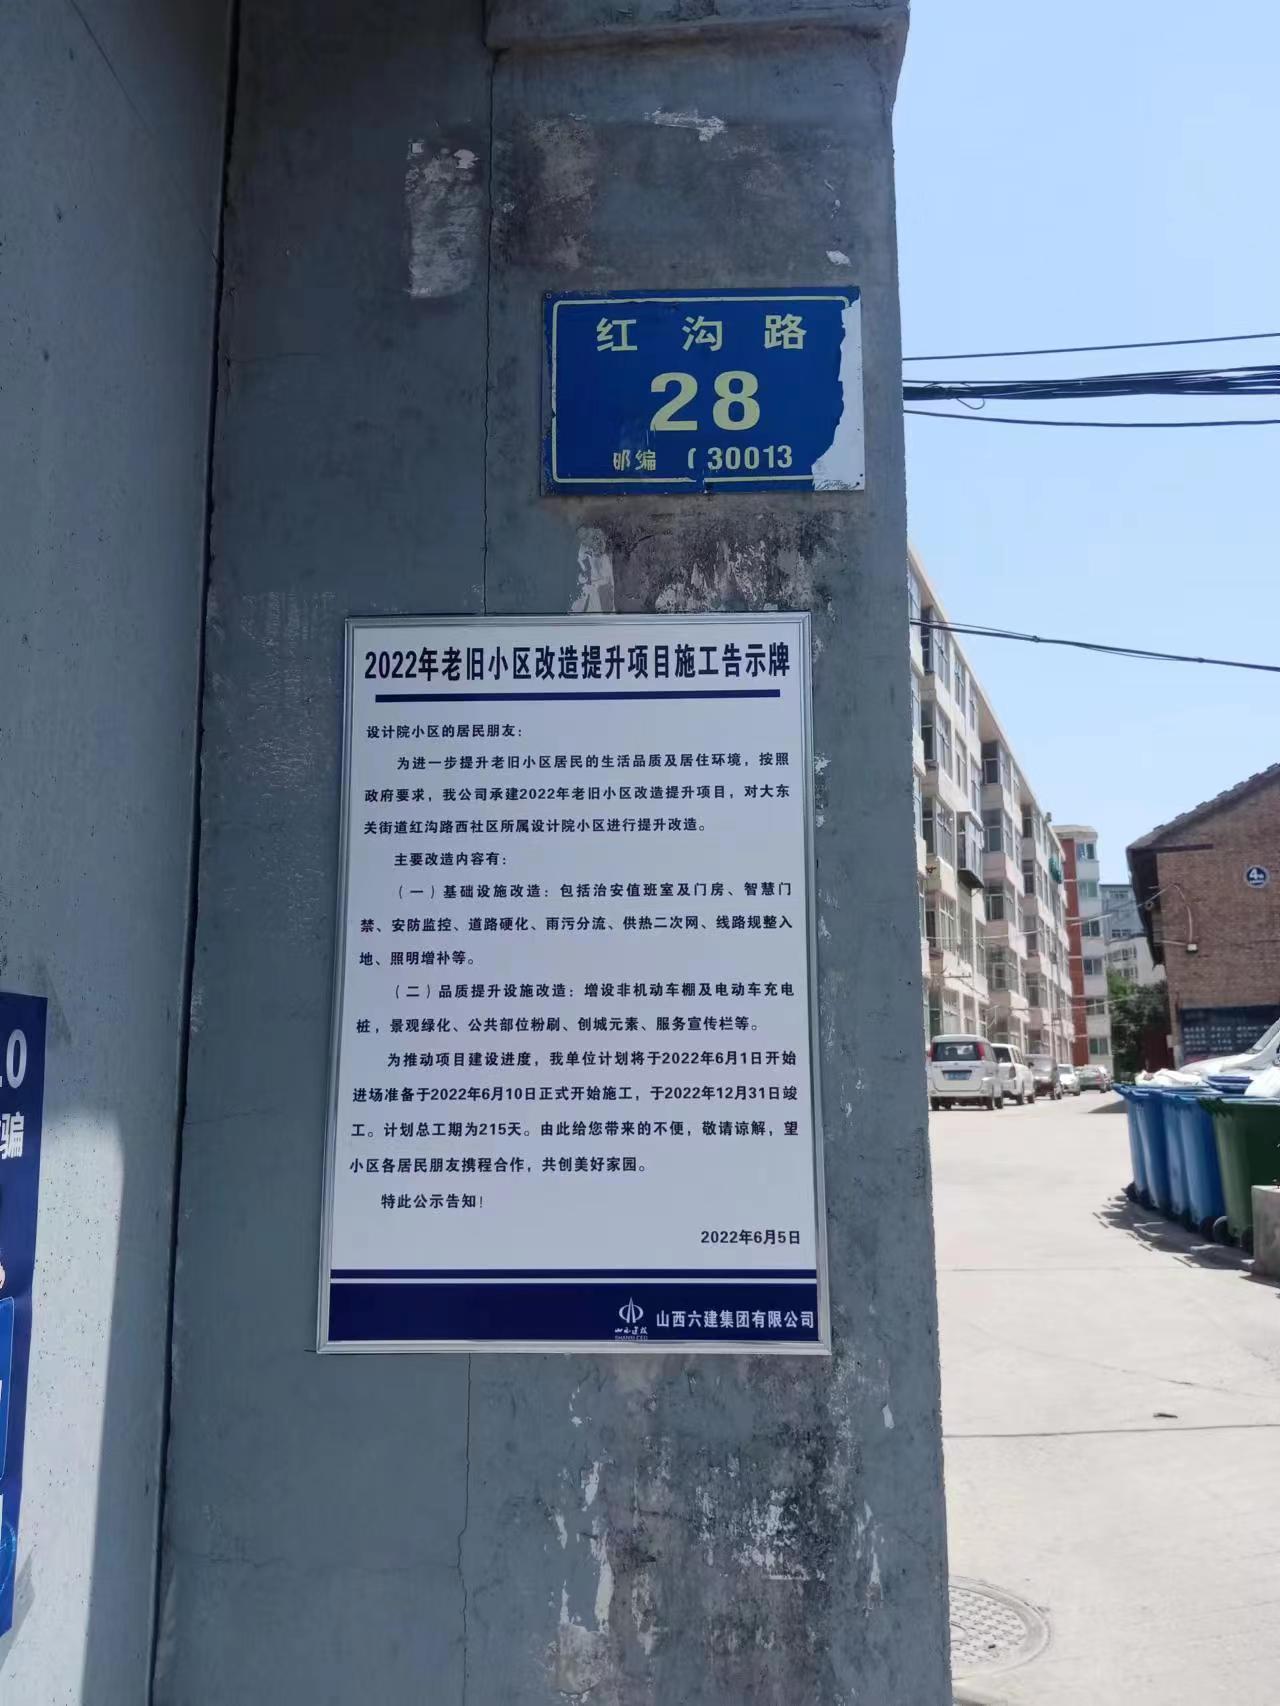 红沟路
28
邮编 030013
2022年老旧小区改造提升项目施工告示牌
设计院小区的居民朋友：
为进一步提升老旧小区居民的生活品质及居住环境，按照
政府要求，我公司承建2022年老旧小区改造提升项目，对大东
关街道红沟路西社区所属设计院小区进行提升改造。
主要改造内容有：
（一）基础设施改造：包括治安值班室及门房、智慧门
禁、安防监控、道路硬化、雨污分流、供热二次网、线路规整入
地、照明增补等。
（二）品质提升设施改造：增设非机动车棚及电动车充电
桩，景观绿化、公共部位粉刷、创城元素、服务宣传栏等。
为推动项目建设进度，我单位计划将于2022年6月1日开始
进场准备于2022年6月10日正式开始施工，于2022年12月31日竣
工。计划总工期为215天。由此给您带来的不便，敬请谅解，望
小区各居民朋友携程合作，共创美好家园。
特此公示告知！
2022年6月5日
山西建投
SHANXI CEG
山西六建集团有限公司
.0
骗
4